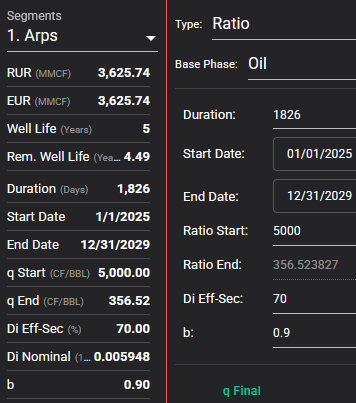 Segments
1. Arps
RUR (MMCF) 3,625.74
EUR (MMCF) 3,625.74
Well Life (Years) 5
Rem. Well Life (Yea... 4.49
Duration (Days) 1,826
Start Date 1/1/2025
End Date 12/31/2029
q Start (CF/BBL) 5,000.00
q End (CF/BBL) 356.52
Di Eff-Sec (%) 70.00
Di Nominal (1... 0.005948
b 0.90
Type: Ratio
Base Phase: Oil
Duration: 1826
Start Date: 01/01/2025
End Date: 12/31/2029
Ratio Start: 5000
Ratio End: 356.523827
Di Eff-Sec: 70
b: 0.9
q Final